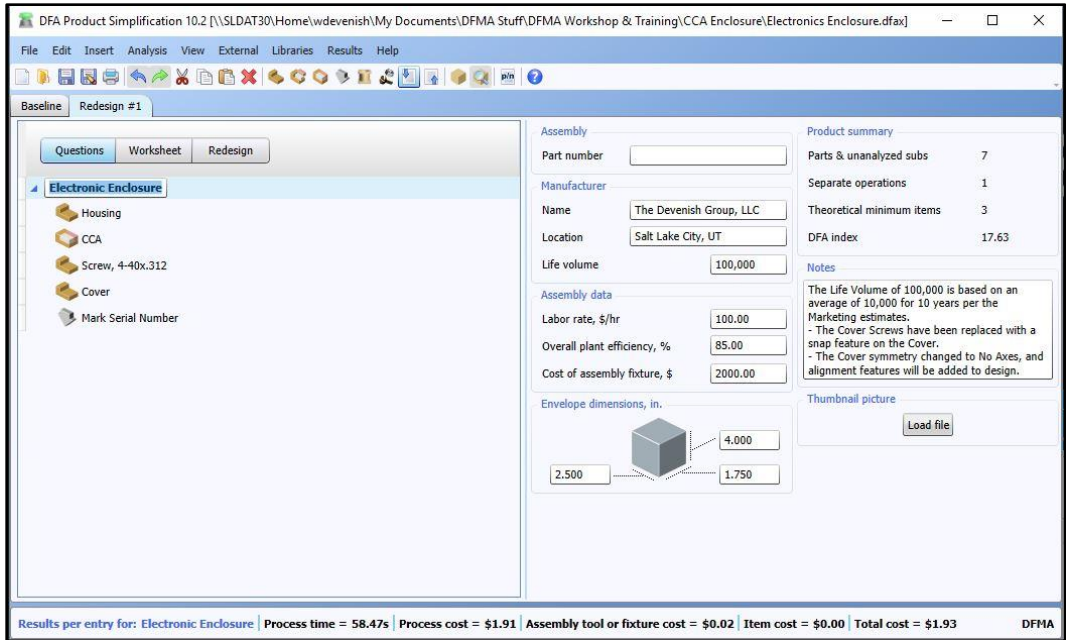 DFA Product Simplification 10.2 [\\SLDAT30\Home\wdevenish\My Documents\DFMA Stuff\DFMA Workshop & Training\CCA Enclosure\Electronics Enclosure.dfax]
File Edit Insert Analysis View External Libraries Results Help
p/n ?
Baseline Redesign #1
Questions Worksheet Redesign
Electronic Enclosure
Housing
CCA
Screw, 4-40x.312
Cover
Mark Serial Number
Assembly
Part number
Manufacturer
Name The Devenish Group, LLC
Location Salt Lake City, UT
Life volume 100,000
Assembly data
Labor rate, $/hr 100.00
Overall plant efficiency, % 85.00
Cost of assembly fixture, $ 2000.00
Envelope dimensions, in.
4.000
2.500 1.750
Product summary
Parts & unanalyzed subs 7
Separate operations 1
Theoretical minimum items 3
DFA index 17.63
Notes
The Life Volume of 100,000 is based on an
average of 10,000 for 10 years per the
Marketing estimates.
- The Cover Screws have been replaced with a
snap feature on the Cover.
- The Cover symmetry changed to No Axes, and
alignment features will be added to design.
Thumbnail picture
Load file
Results per entry for: Electronic Enclosure Process time = 58.47s Process cost = $1.91 Assembly tool or fixture cost = $0.02 Item cost = $0.00 Total cost = $1.93 DFMA